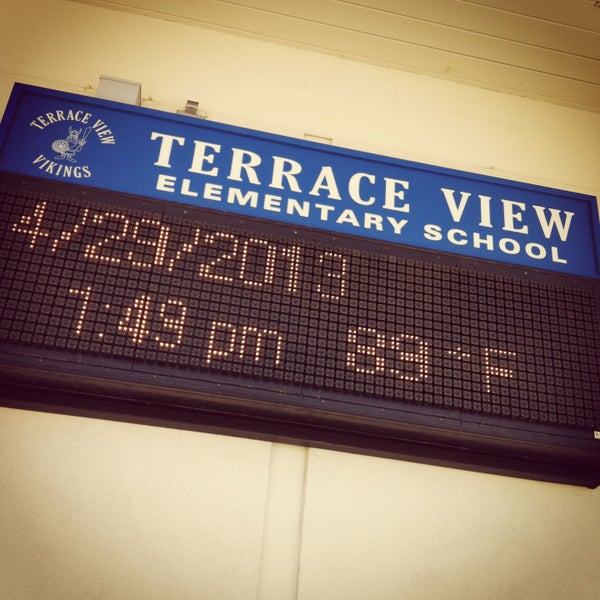 TERRACE VIEW
VIKINGS
TERRACE VIEW
ELEMENTARY SCHOOL
4/29/2013
1:49 pm 89 °F